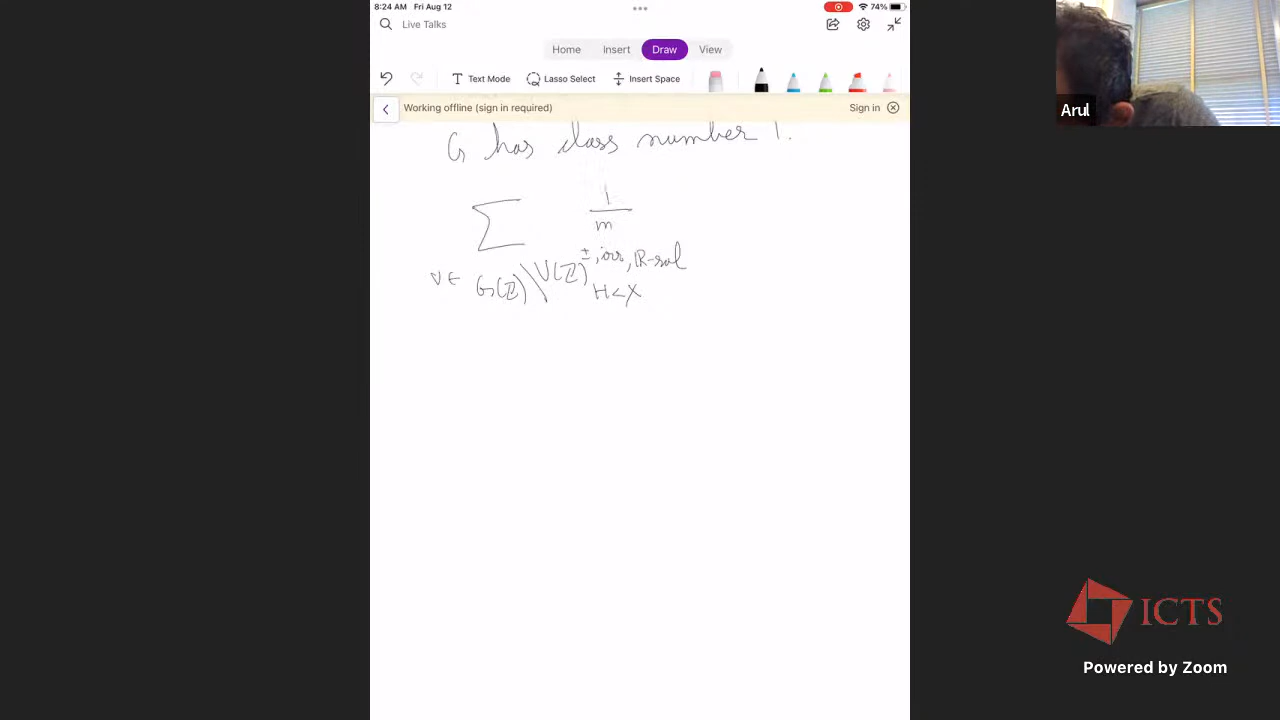 8:24 AM Fri Aug 12
74%
Live Talks
Home Insert Draw View
Text Mode Lasso Select Insert Space
Working offline (sign in required) Sign in
Arul
G has class number 1.
∑ 1/m
v ∈ G(ℤ)\V(ℤ)^{±, irr, ℝ-sol}_{H<X}
ICTS
Powered by Zoom